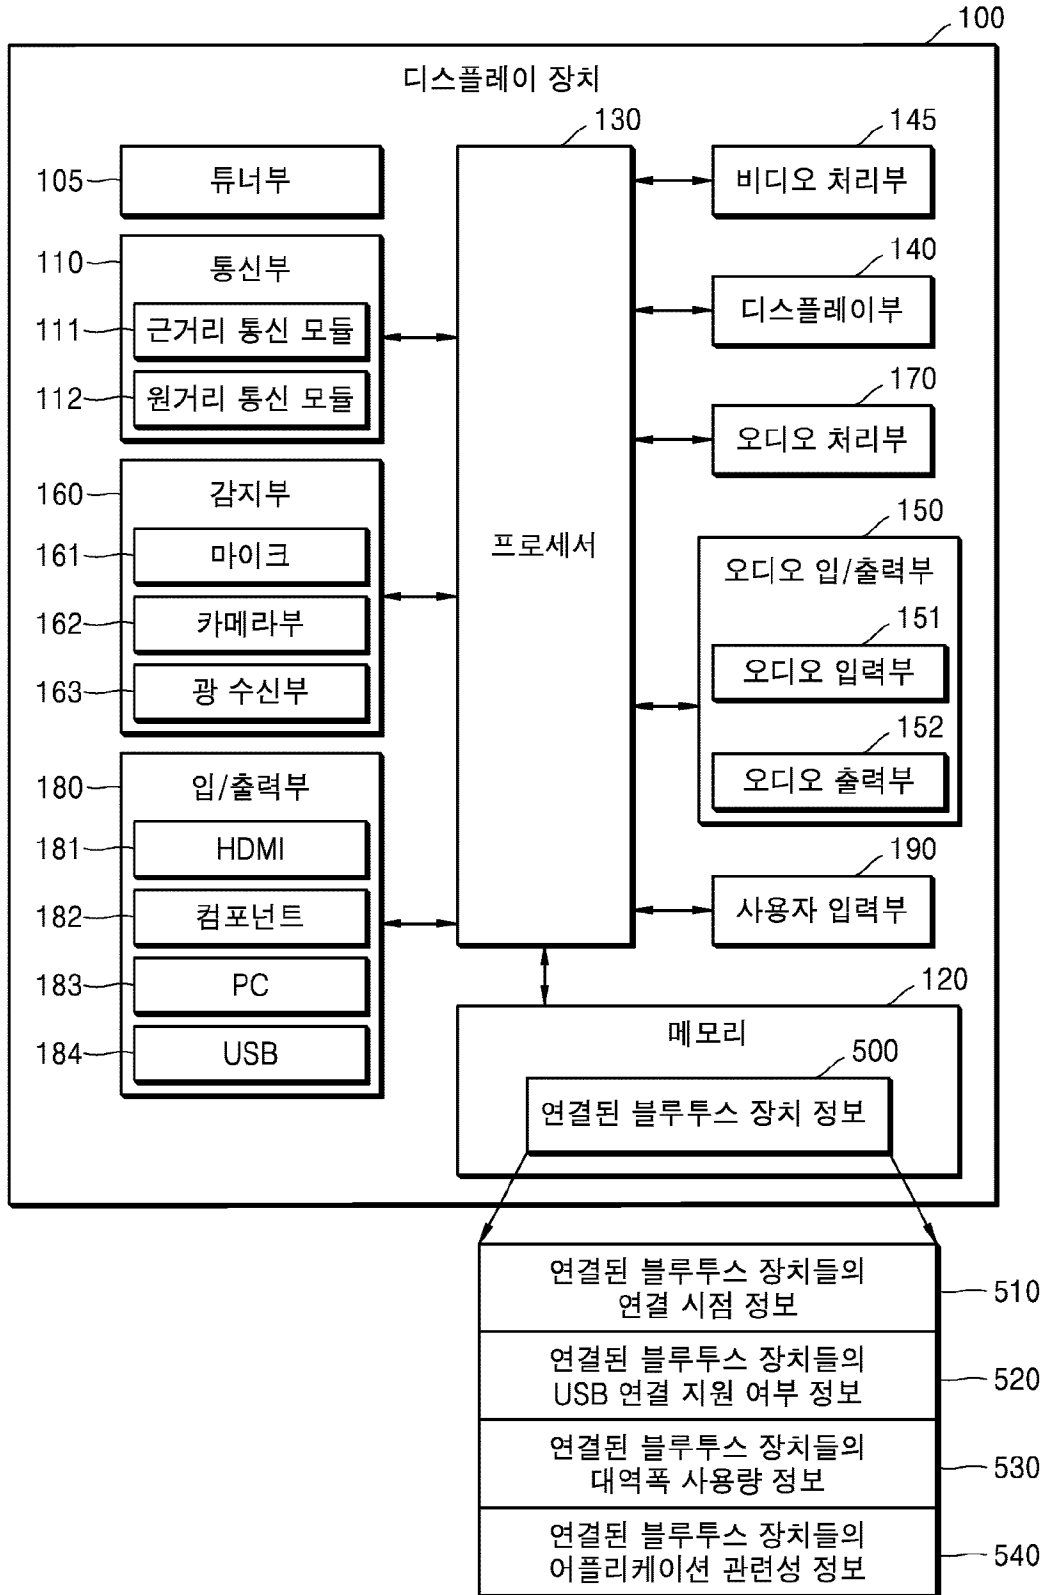 100
디스플레이 장치
130
145
105
튜너부
비디오 처리부
110
통신부
140
111
근거리 통신 모듈
디스플레이부
112
원거리 통신 모듈
170
오디오 처리부
160
감지부
161
마이크
프로세서
150
오디오 입/출력부
162
카메라부
151
163
광 수신부
오디오 입력부
152
180
입/출력부
오디오 출력부
181
HDMI
190
182
컴포넌트
사용자 입력부
183
PC
120
184
USB
메모리
500
연결된 블루투스 장치 정보
연결된 블루투스 장치들의
연결 시점 정보
510
연결된 블루투스 장치들의
USB 연결 지원 여부 정보
520
연결된 블루투스 장치들의
대역폭 사용량 정보
530
연결된 블루투스 장치들의
어플리케이션 관련성 정보
540